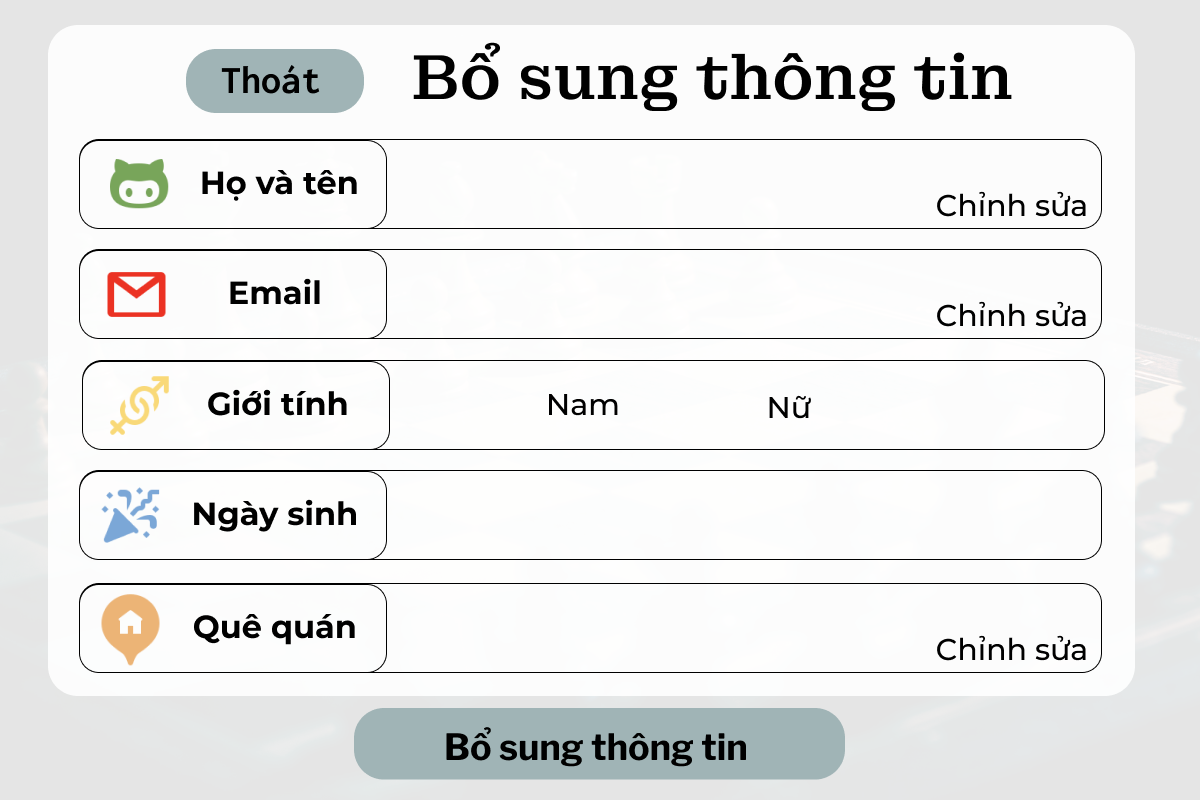 Thoát
Bổ sung thông tin
Họ và tên
Chỉnh sửa
Email
Chỉnh sửa
Giới tính
Nam
Nữ
Ngày sinh
Quê quán
Chỉnh sửa
Bổ sung thông tin